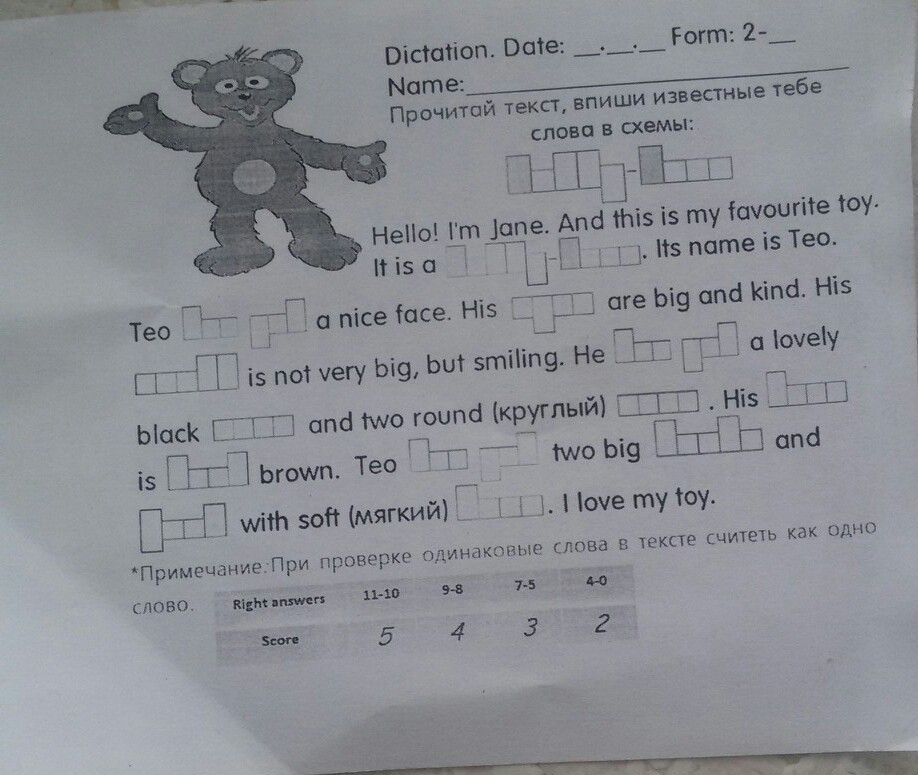 Dictation. Date: __.__.__ Form: 2-__
Name:____________________
Прочитай текст, впиши известные тебе
слова в схемы:
Hello! I'm Jane. And this is my favourite toy.
It is a . Its name is Teo.
Teo a nice face. His are big and kind. His
is not very big, but smiling. He a lovely
black and two round (круглый) . His
is brown. Teo two big and
with soft (мягкий) . I love my toy.
*Примечание:При проверке одинаковые слова в тексте считеть как одно
слово.
Right answers 11-10 9-8 7-5 4-0
Score 5 4 3 2